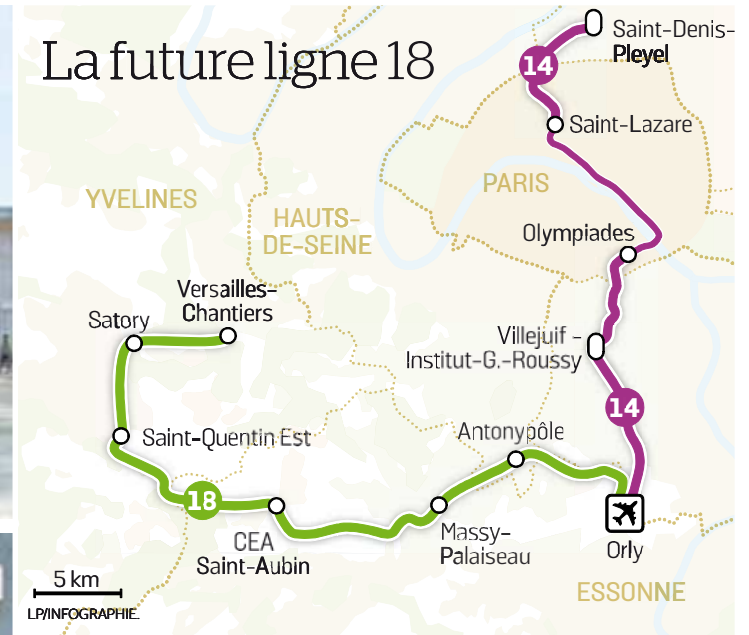 La future ligne 18
Saint-Denis-
Pleyel
14
Saint-Lazare
PARIS
YVELINES
HAUTS-
DE-SEINE
Olympiades
Versailles-
Chantiers
Satory
Villejuif -
Institut-G.-Roussy
14
Antonypôle
Saint-Quentin Est
18
CEA
Saint-Aubin
Massy-
Palaiseau
Orly
ESSONNE
5 km
LP/INFOGRAPHIE.